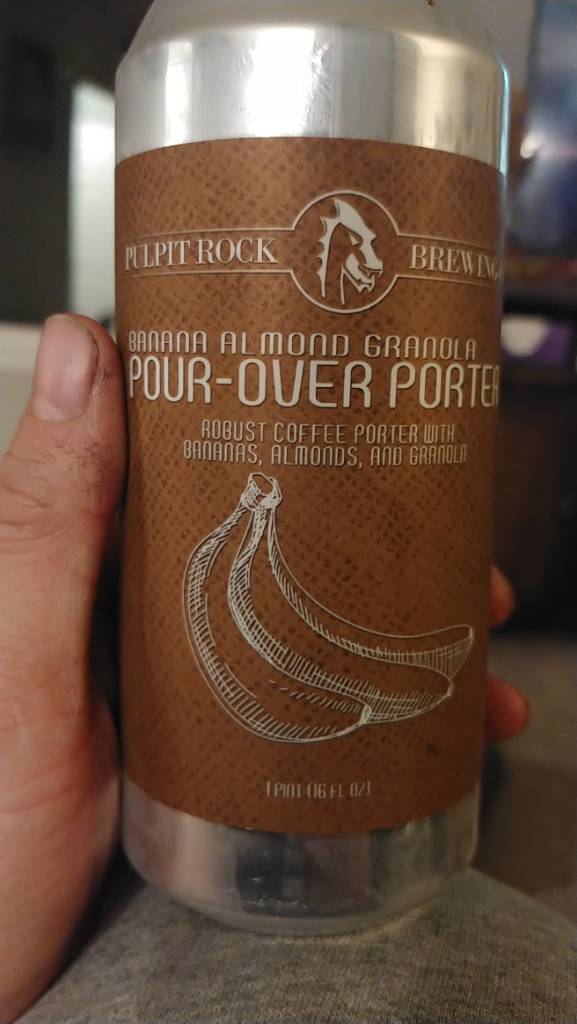 PULPIT ROCK BREWING
BANANA ALMOND GRANOLA
POUR-OVER PORTER
ROBUST COFFEE PORTER WITH
BANANAS, ALMONDS, AND GRANOLA
1 PINT (16 FL OZ)